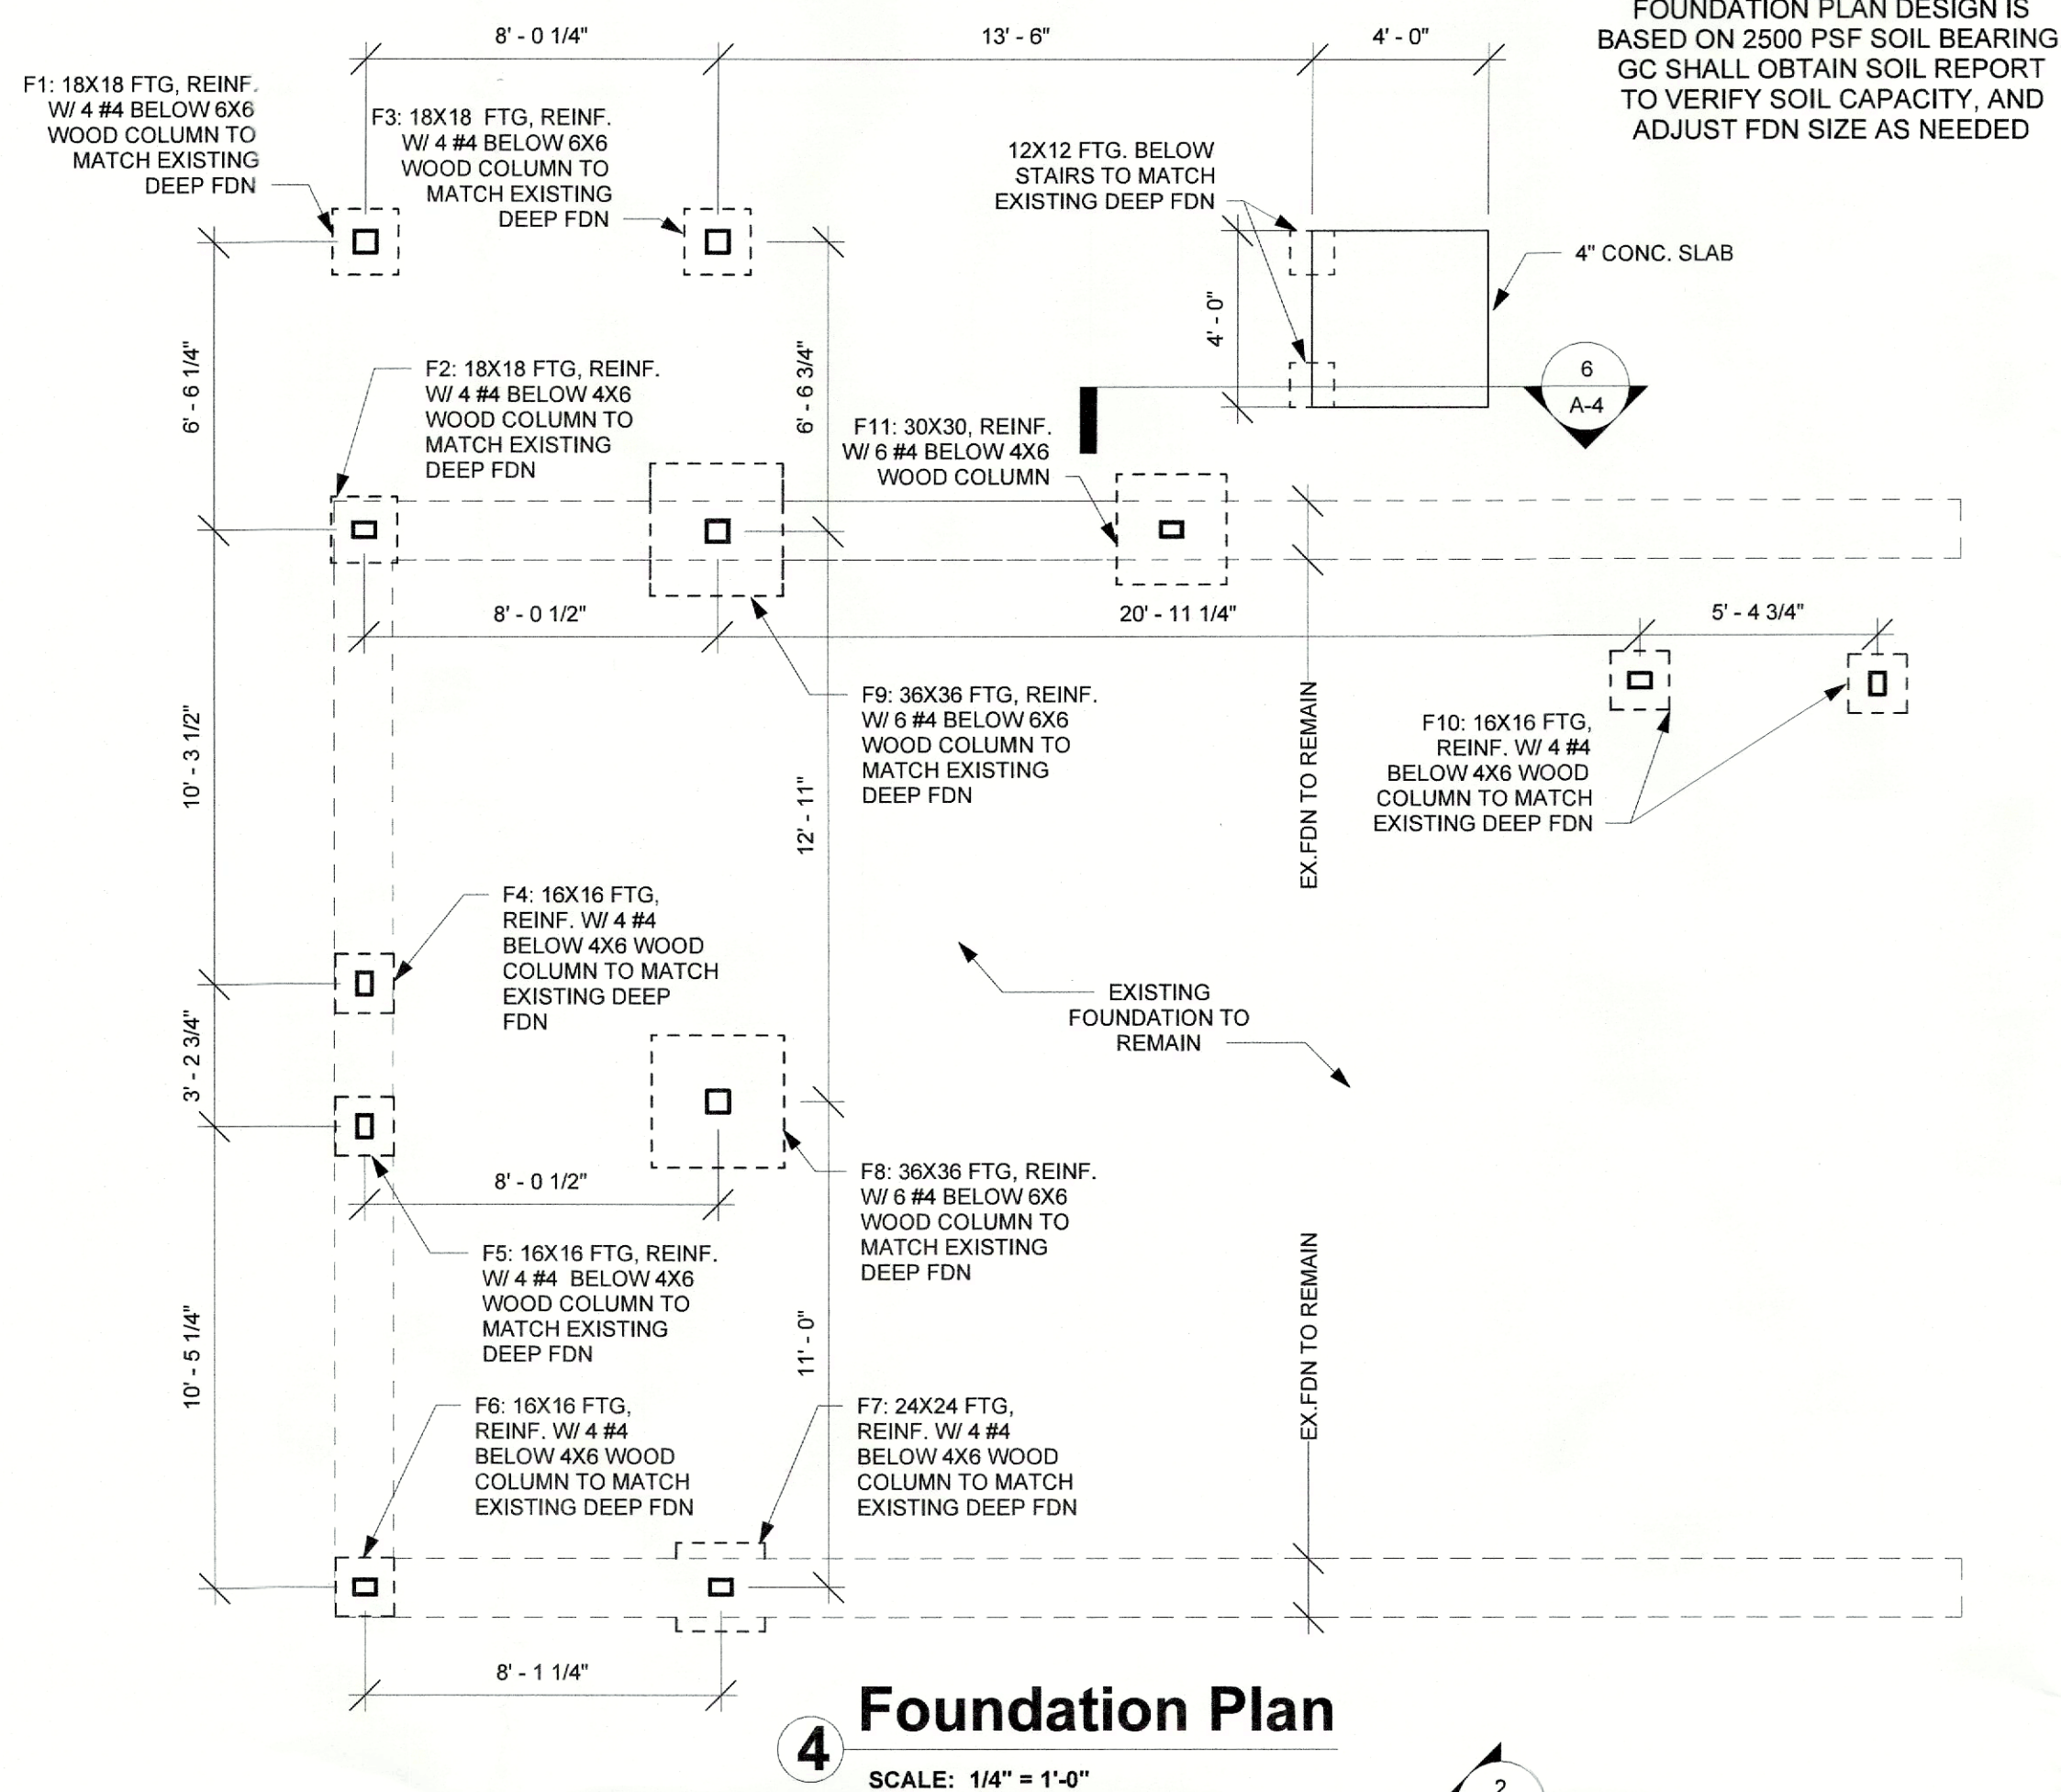 FOUNDATION PLAN DESIGN IS
BASED ON 2500 PSF SOIL BEARING
GC SHALL OBTAIN SOIL REPORT
TO VERIFY SOIL CAPACITY, AND
ADJUST FDN SIZE AS NEEDED
8' - 0 1/4"
13' - 6"
4' - 0"
F1: 18X18 FTG, REINF.
W/ 4 #4 BELOW 6X6
WOOD COLUMN TO
MATCH EXISTING
DEEP FDN
F3: 18X18 FTG, REINF.
W/ 4 #4 BELOW 6X6
WOOD COLUMN TO
MATCH EXISTING
DEEP FDN
12X12 FTG. BELOW
STAIRS TO MATCH
EXISTING DEEP FDN
4" CONC. SLAB
4' - 0"
6' - 6 1/4"
6' - 6 3/4"
F2: 18X18 FTG, REINF.
W/ 4 #4 BELOW 4X6
WOOD COLUMN TO
MATCH EXISTING
DEEP FDN
F11: 30X30, REINF.
W/ 6 #4 BELOW 4X6
WOOD COLUMN
6
A-4
8' - 0 1/2"
20' - 11 1/4"
5' - 4 3/4"
10' - 3 1/2"
F9: 36X36 FTG, REINF.
W/ 6 #4 BELOW 6X6
WOOD COLUMN TO
MATCH EXISTING
DEEP FDN
12' - 11"
EX.FDN TO REMAIN
F10: 16X16 FTG,
REINF. W/ 4 #4
BELOW 4X6 WOOD
COLUMN TO MATCH
EXISTING DEEP FDN
F4: 16X16 FTG,
REINF. W/ 4 #4
BELOW 4X6 WOOD
COLUMN TO MATCH
EXISTING DEEP
FDN
EXISTING
FOUNDATION TO
REMAIN
3' - 2 3/4"
8' - 0 1/2"
F8: 36X36 FTG, REINF.
W/ 6 #4 BELOW 6X6
WOOD COLUMN TO
MATCH EXISTING
DEEP FDN
F5: 16X16 FTG, REINF.
W/ 4 #4 BELOW 4X6
WOOD COLUMN TO
MATCH EXISTING
DEEP FDN
10' - 5 1/4"
11' - 0"
EX.FDN TO REMAIN
F6: 16X16 FTG,
REINF. W/ 4 #4
BELOW 4X6 WOOD
COLUMN TO MATCH
EXISTING DEEP FDN
F7: 24X24 FTG,
REINF. W/ 4 #4
BELOW 4X6 WOOD
COLUMN TO MATCH
EXISTING DEEP FDN
8' - 1 1/4"
4
Foundation Plan
SCALE: 1/4" = 1'-0"
2